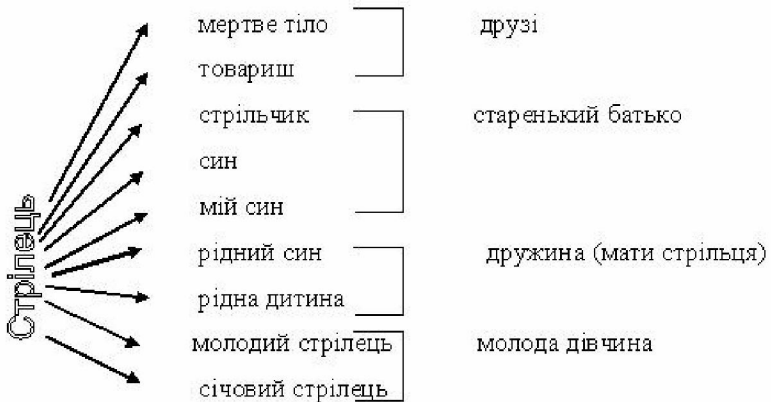 Стрілець
мертве тіло друзі
товариш
стрільчик старенький батько
син
мій син
рідний син дружина (мати стрільця)
рідна дитина
молодий стрілець молода дівчина
січовий стрілець